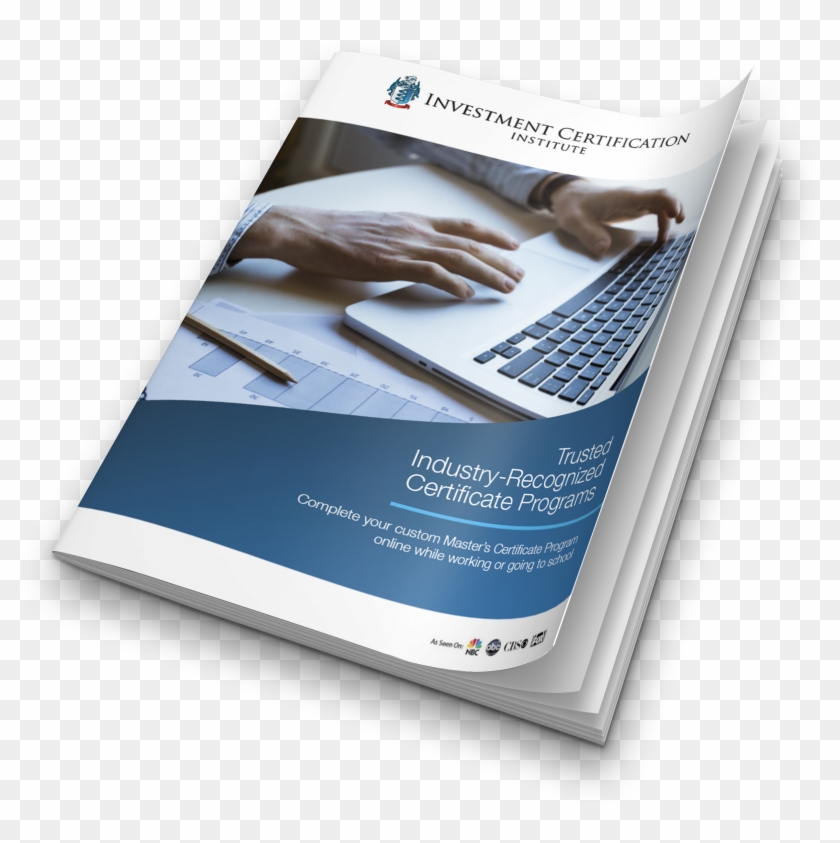 INVESTMENT CERTIFICATION
INSTITUTE
Trusted
Industry-Recognized
Certificate Programs
Complete your custom Master's Certificate Program
online while working or going to school
As Seen On: NBC abc CBS FOX